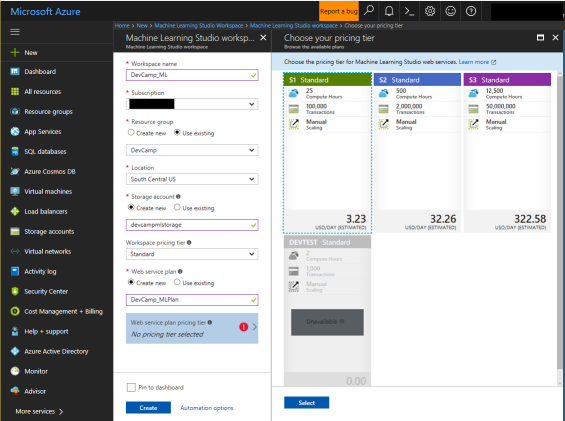 Microsoft Azure
Report a bug
Home > New > Machine Learning Studio Workspace > Machine Learning Studio workspace > Choose your pricing tier
New
Dashboard
All resources
Resource groups
App Services
SQL databases
Azure Cosmos DB
Virtual machines
Load balancers
Storage accounts
Virtual networks
Activity log
Security Center
Cost Management + Billing
Help + support
Azure Active Directory
Monitor
Advisor
More services >
Machine Learning Studio worksp...
Machine Learning Studio workspace
* Workspace name
DevCamp_ML
* Subscription
* Resource group
Create new Use existing
DevCamp
* Location
South Central US
* Storage account
Create new Use existing
devcampmlstorage
Workspace pricing tier
Standard
* Web service plan
Create new Use existing
DevCamp_MLPlan
Web service plan pricing tier
No pricing tier selected
Pin to dashboard
Create Automation options
Choose your pricing tier
Browse the available plans
Choose the pricing tier for Machine Learning Studio web services. Learn more
S1 Standard
25
Compute Hours
100,000
Transactions
Manual
Scaling
3.23
USD/DAY (ESTIMATED)
S2 Standard
500
Compute Hours
2,000,000
Transactions
Manual
Scaling
32.26
USD/DAY (ESTIMATED)
S3 Standard
12,500
Compute Hours
50,000,000
Transactions
Manual
Scaling
322.58
USD/DAY (ESTIMATED)
DEVTEST Standard
2
Compute Hours
1,000
Transactions
Manual
Scaling
Unavailable
0.00
Select